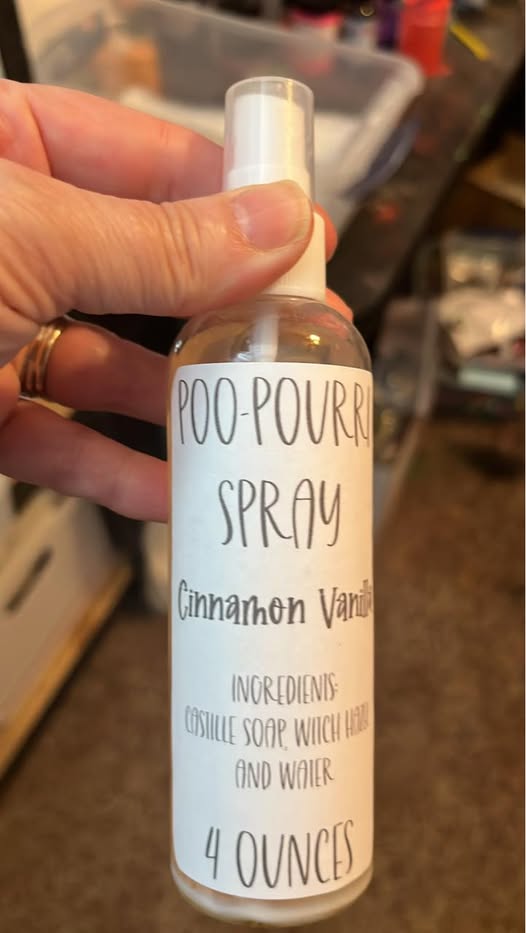 POO-POURRI
SPRAY
Cinnamon Vanilla
INGREDIENTS:
CASTILLE SOAP, WITCH HAZEL
AND WATER
4 OUNCES